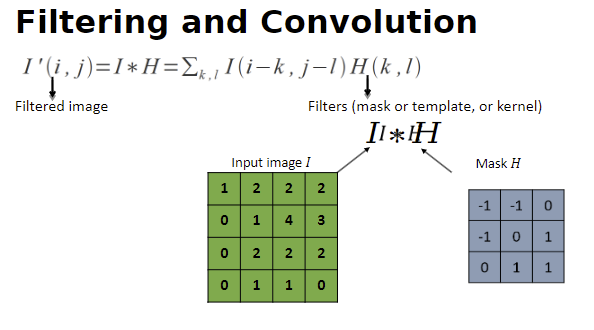 Filtering and Convolution
I'(i,j)=I∗H=Σk,l I(i−k,j−l)H(k,l)
Filtered image
Filters (mask or template, or kernel)
I∗H
Input image I
Mask H
1 2 2 2
0 1 4 3
0 2 2 2
0 1 1 0
-1 -1 0
-1 0 1
0 1 1